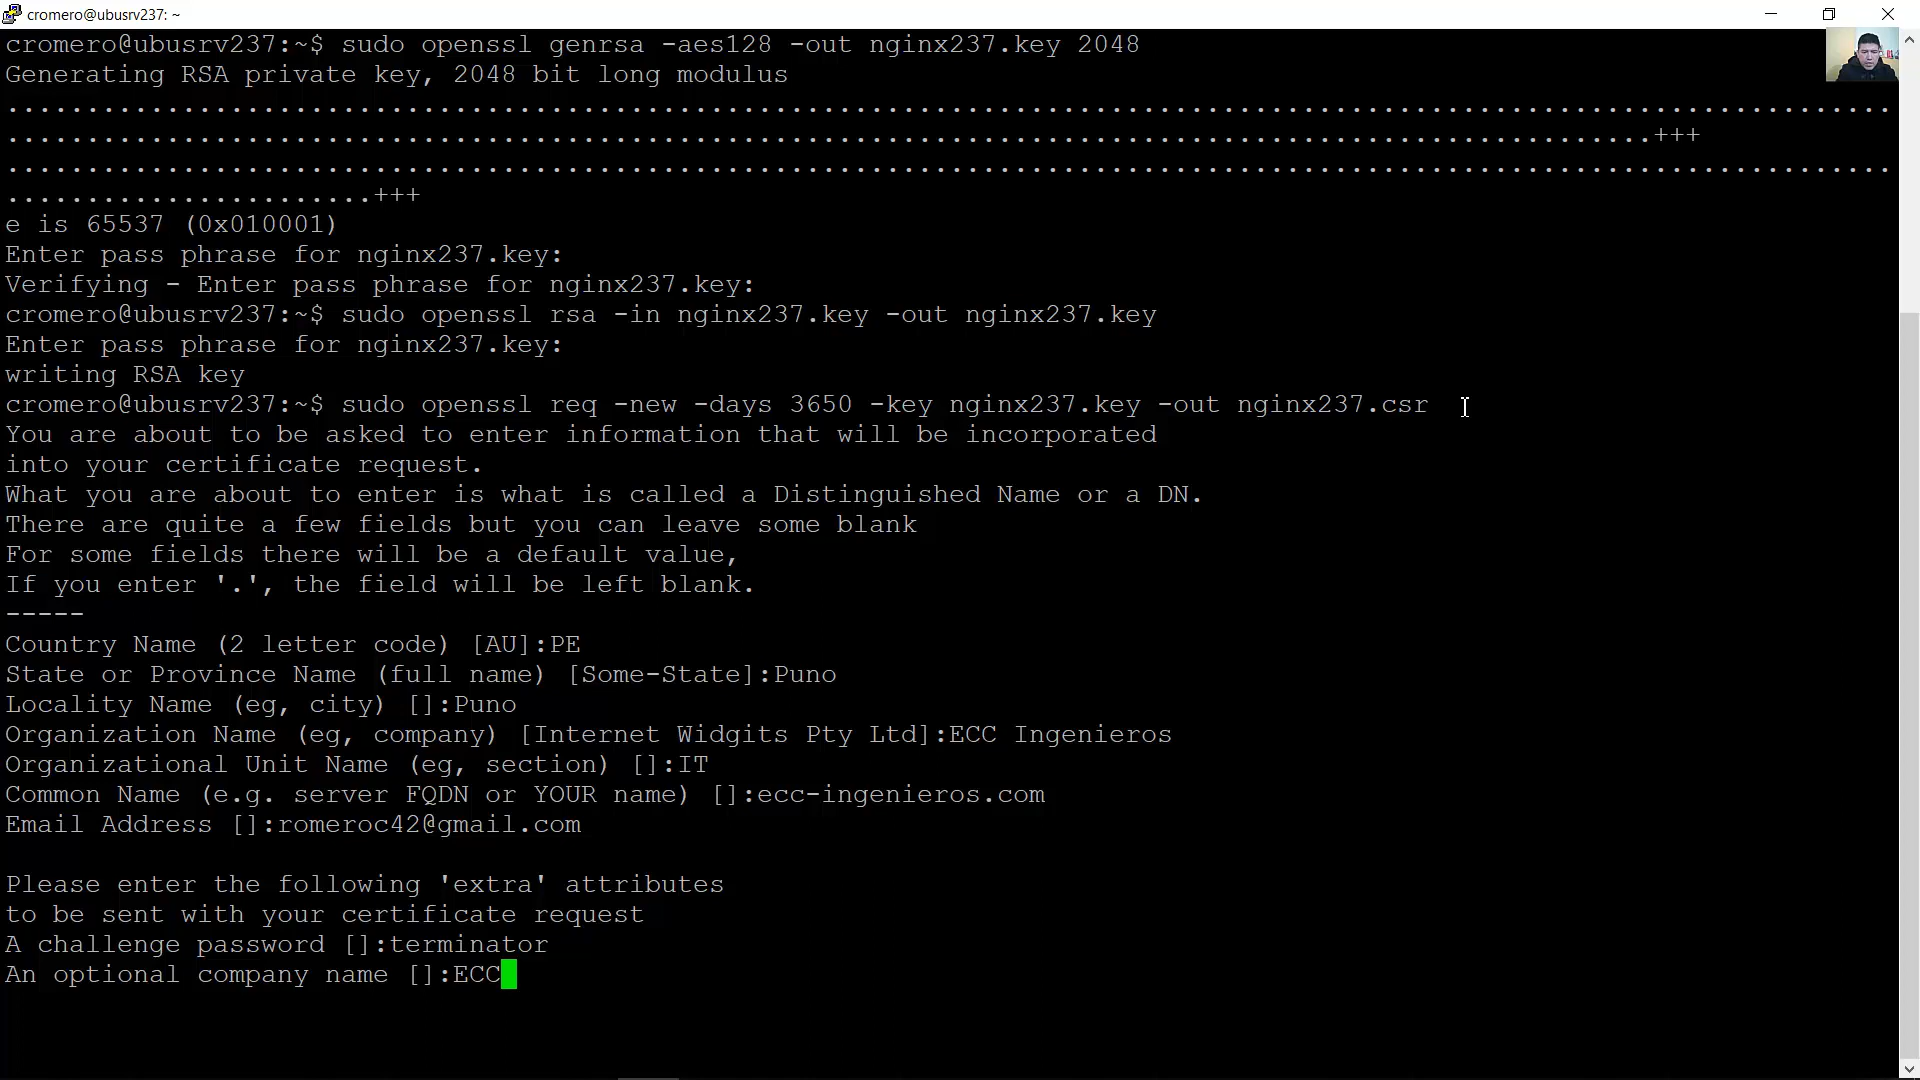 cromero@ubusrv237: ~
cromero@ubusrv237:~$ sudo openssl genrsa -aes128 -out nginx237.key 2048
Generating RSA private key, 2048 bit long modulus
......................................................................................................................
.......................................................................................................+++
......................................................................................................................
.......................+++
e is 65537 (0x010001)
Enter pass phrase for nginx237.key:
Verifying - Enter pass phrase for nginx237.key:
cromero@ubusrv237:~$ sudo openssl rsa -in nginx237.key -out nginx237.key
Enter pass phrase for nginx237.key:
writing RSA key
cromero@ubusrv237:~$ sudo openssl req -new -days 3650 -key nginx237.key -out nginx237.csr
You are about to be asked to enter information that will be incorporated
into your certificate request.
What you are about to enter is what is called a Distinguished Name or a DN.
There are quite a few fields but you can leave some blank
For some fields there will be a default value,
If you enter '.', the field will be left blank.
-----
Country Name (2 letter code) [AU]:PE
State or Province Name (full name) [Some-State]:Puno
Locality Name (eg, city) []:Puno
Organization Name (eg, company) [Internet Widgits Pty Ltd]:ECC Ingenieros
Organizational Unit Name (eg, section) []:IT
Common Name (e.g. server FQDN or YOUR name) []:ecc-ingenieros.com
Email Address []:romeroc42@gmail.com
Please enter the following 'extra' attributes
to be sent with your certificate request
A challenge password []:terminator
An optional company name []:ECC